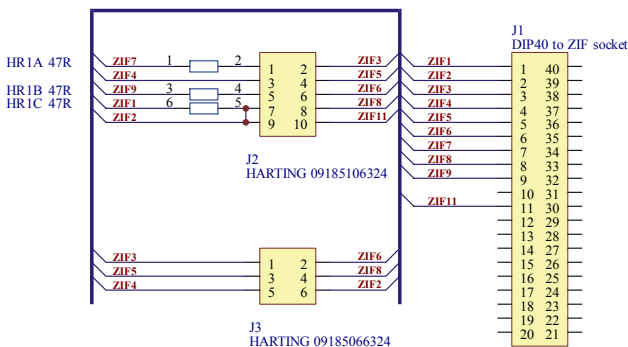 J1
DIP40 to ZIF socket
HR1A 47R ZIF7 1 2 ZIF3 ZIF1
ZIF4 1 2 ZIF5 ZIF2 1 40
HR1B 47R ZIF9 3 4 3 4 ZIF6 ZIF3 2 39
HR1C 47R ZIF1 6 5 5 6 ZIF8 ZIF4 3 38
ZIF2 7 8 ZIF11 ZIF5 4 37
9 10 ZIF6 5 36
ZIF7 6 35
ZIF8 7 34
ZIF9 8 33
9 32
ZIF11 10 31
11 30
12 29
13 28
14 27
15 26
16 25
17 24
18 23
19 22
20 21
J2
HARTING 09185106324
ZIF3 1 2 ZIF6
ZIF5 3 4 ZIF8
ZIF4 5 6 ZIF2
J3
HARTING 09185066324